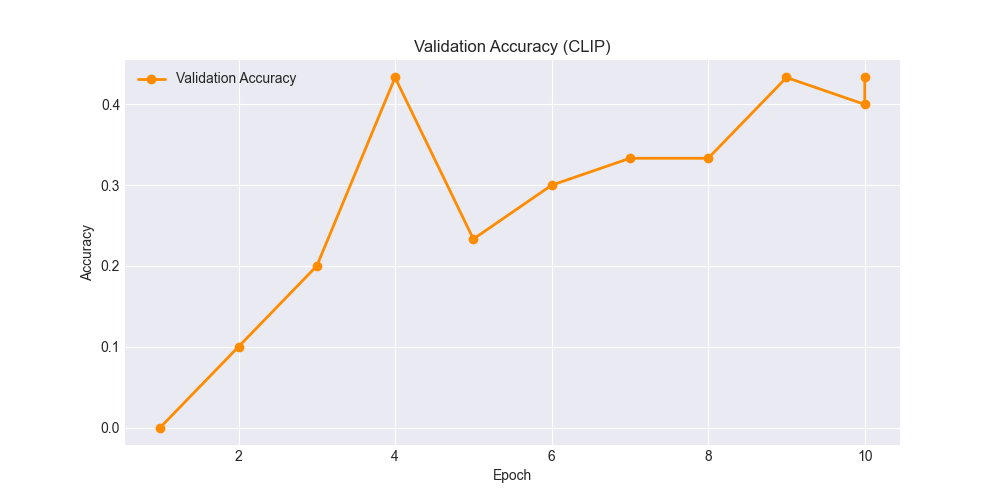 Validation Accuracy (CLIP)
Validation Accuracy
Accuracy
0.4
0.3
0.2
0.1
0.0
2 4 6 8 10
Epoch